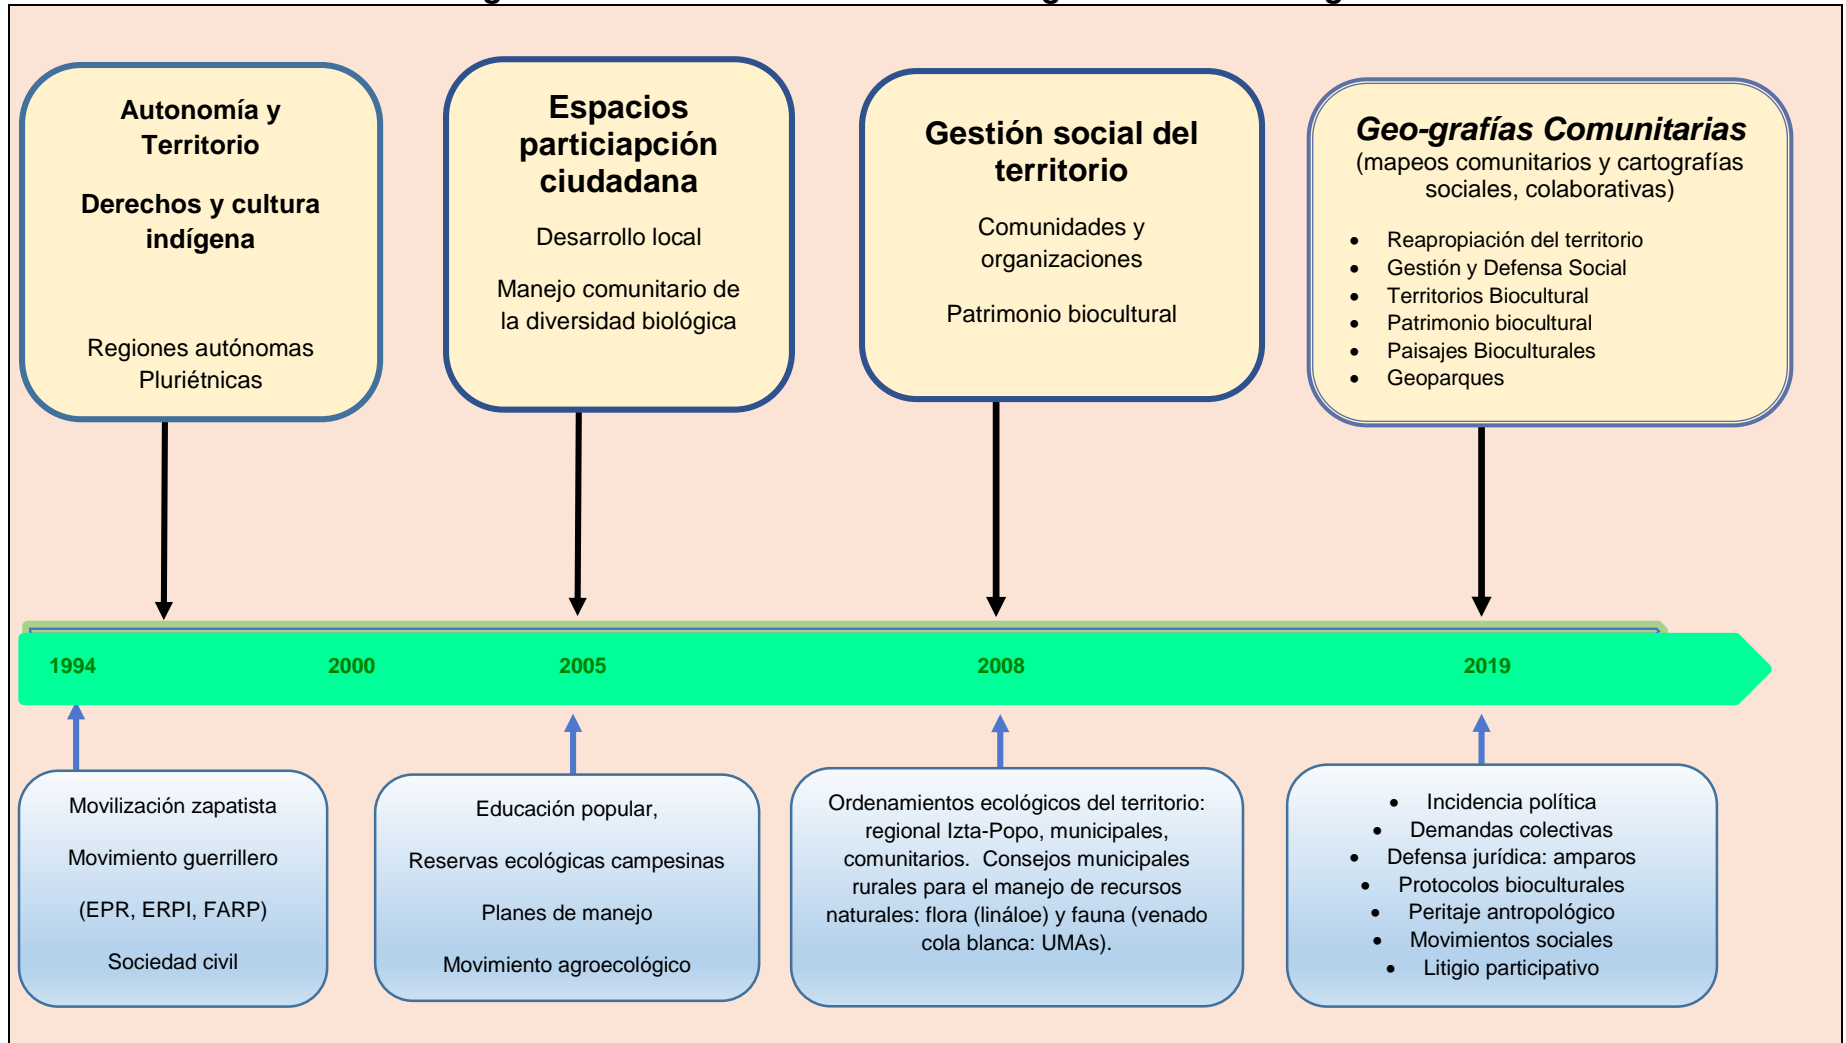 Autonomía y
Territorio
Derechos y cultura
indígena
Regiones autónomas
Pluriétnicas
Espacios
particiapción
ciudadana
Desarrollo local
Manejo comunitario de
la diversidad biológica
Gestión social del
territorio
Comunidades y
organizaciones
Patrimonio biocultural
Geo-grafías Comunitarias
(mapeos comunitarios y cartografías
sociales, colaborativas)
• Reapropiación del territorio
• Gestión y Defensa Social
• Territorios Biocultural
• Patrimonio biocultural
• Paisajes Bioculturales
• Geoparques
1994 2000 2005 2008 2019
Movilización zapatista
Movimiento guerrillero
(EPR, ERPI, FARP)
Sociedad civil
Educación popular,
Reservas ecológicas campesinas
Planes de manejo
Movimiento agroecológico
Ordenamientos ecológicos del territorio:
regional Izta-Popo, municipales,
comunitarios. Consejos municipales
rurales para el manejo de recursos
naturales: flora (lináloe) y fauna (venado
cola blanca: UMAs).
• Incidencia política
• Demandas colectivas
• Defensa jurídica: amparos
• Protocolos bioculturales
• Peritaje antropológico
• Movimientos sociales
• Litigio participativo